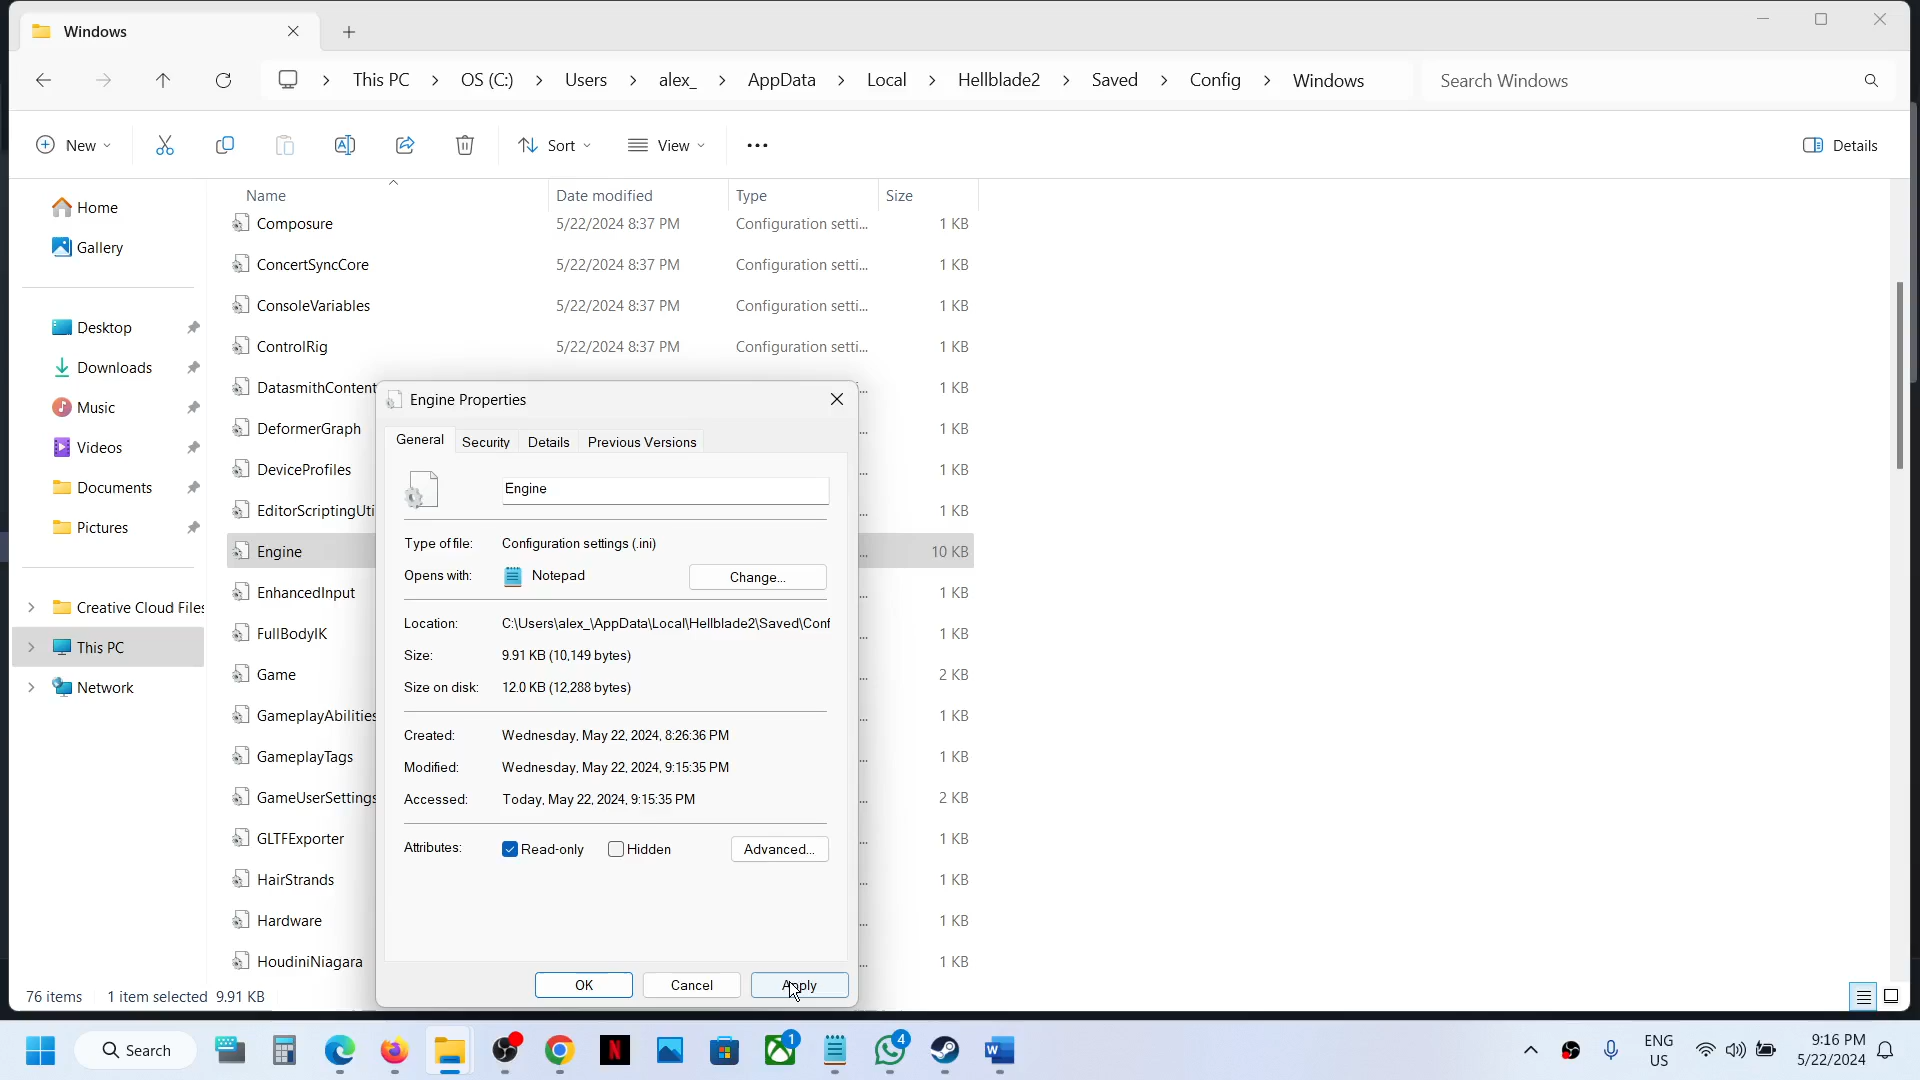 Windows
This PC > OS (C:) > Users > alex_ > AppData > Local > Hellblade2 > Saved > Config > Windows
Search Windows
New
Sort
View
Details
Home
Gallery
Desktop
Downloads
Music
Videos
Documents
Pictures
Creative Cloud Files
This PC
Network
Name Date modified Type Size
Composure 5/22/2024 8:37 PM Configuration setti... 1 KB
ConcertSyncCore 5/22/2024 8:37 PM Configuration setti... 1 KB
ConsoleVariables 5/22/2024 8:37 PM Configuration setti... 1 KB
ControlRig 5/22/2024 8:37 PM Configuration setti... 1 KB
DatasmithContent ... 1 KB
DeformerGraph ... 1 KB
DeviceProfiles ... 1 KB
EditorScriptingUti ... 1 KB
Engine ... 10 KB
EnhancedInput ... 1 KB
FullBodyIK ... 1 KB
Game ... 2 KB
GameplayAbilities ... 1 KB
GameplayTags ... 1 KB
GameUserSettings ... 2 KB
GLTFExporter ... 1 KB
HairStrands ... 1 KB
Hardware ... 1 KB
HoudiniNiagara ... 1 KB
Engine Properties
General Security Details Previous Versions
Engine
Type of file: Configuration settings (.ini)
Opens with: Notepad Change...
Location: C:\Users\alex_\AppData\Local\Hellblade2\Saved\Conf
Size: 9.91 KB (10,149 bytes)
Size on disk: 12.0 KB (12,288 bytes)
Created: Wednesday, May 22, 2024, 8:26:36 PM
Modified: Wednesday, May 22, 2024, 9:15:35 PM
Accessed: Today, May 22, 2024, 9:15:35 PM
Attributes: Read-only Hidden Advanced...
OK Cancel Apply
76 items 1 item selected 9.91 KB
Search
N
1
4
W
ENG
US
9:16 PM
5/22/2024